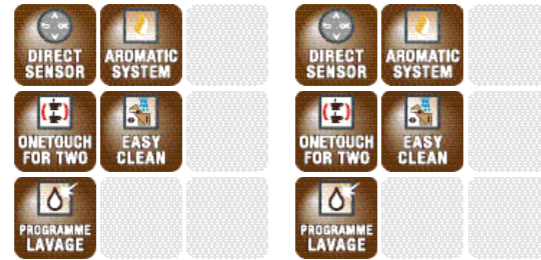 DIRECT SENSOR
AROMATIC SYSTEM
DIRECT SENSOR
AROMATIC SYSTEM
ONETOUCH FOR TWO
EASY CLEAN
ONETOUCH FOR TWO
EASY CLEAN
PROGRAMME LAVAGE
PROGRAMME LAVAGE